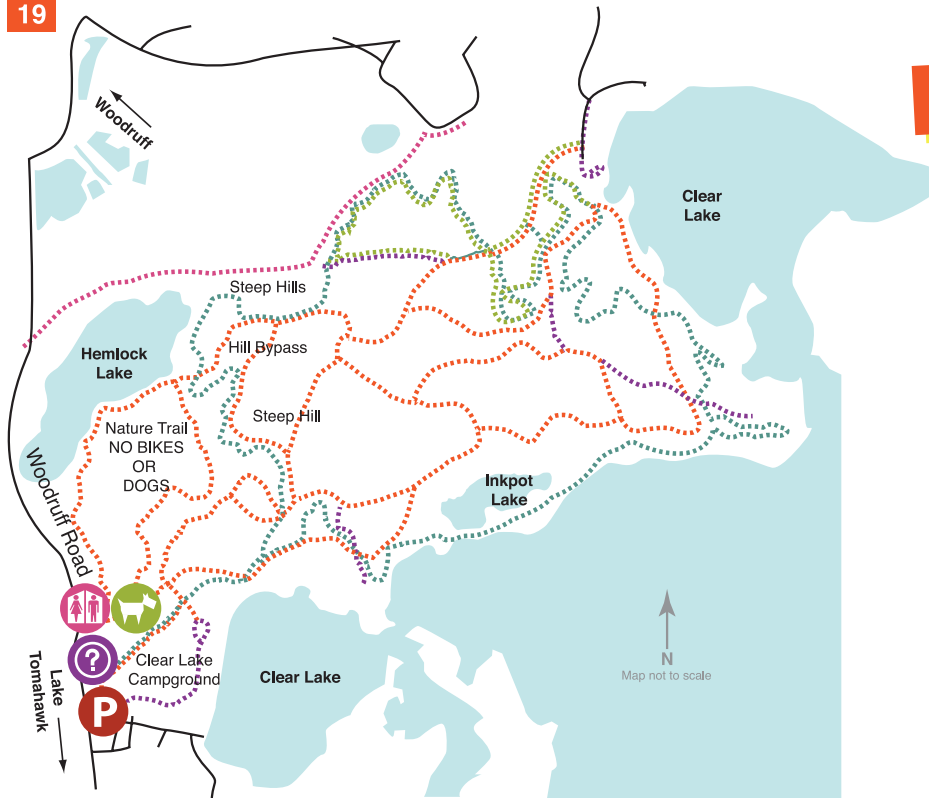 19
Woodruff
Clear
Lake
Steep Hills
Hemlock
Lake
Hill Bypass
Steep Hill
Nature Trail
NO BIKES
OR
DOGS
Woodruff Road
Inkpot
Lake
?
Clear Lake
Campground
Clear Lake
N
Map not to scale
Lake
Tomahawk
P